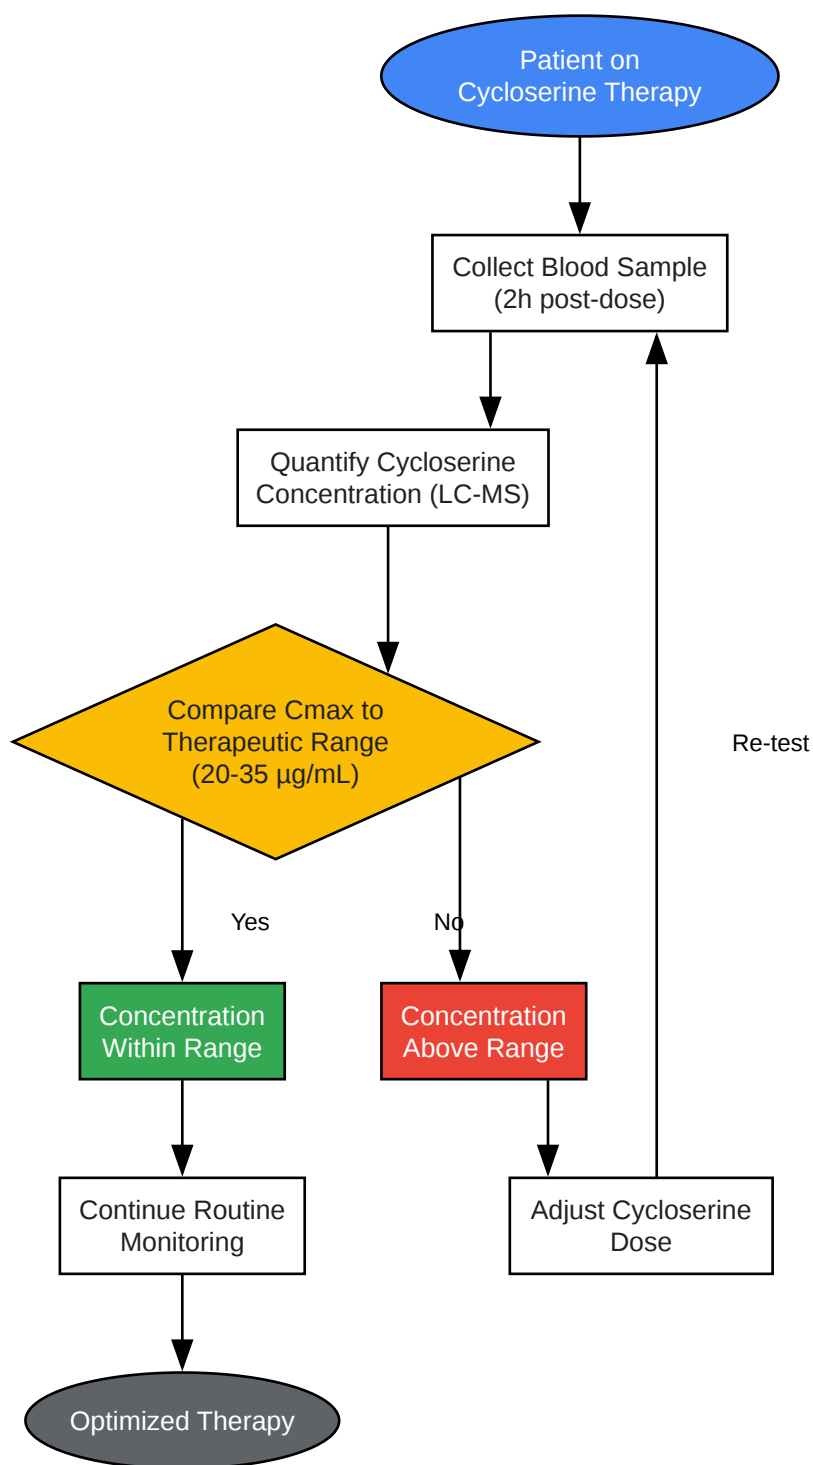 Patient on
Cycloserine Therapy
Collect Blood Sample
(2h post-dose)
Quantify Cycloserine
Concentration (LC-MS)
Compare Cmax to
Therapeutic Range
(20-35 µg/mL)
Re-test
Yes
No
Concentration
Within Range
Concentration
Above Range
Continue Routine
Monitoring
Adjust Cycloserine
Dose
Optimized Therapy